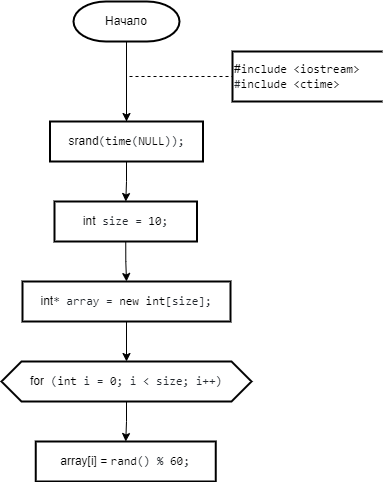 Начало
#include <iostream>
#include <ctime>
srand(time(NULL));
int size = 10;
int* array = new int[size];
for (int i = 0; i < size; i++)
array[i] = rand() % 60;